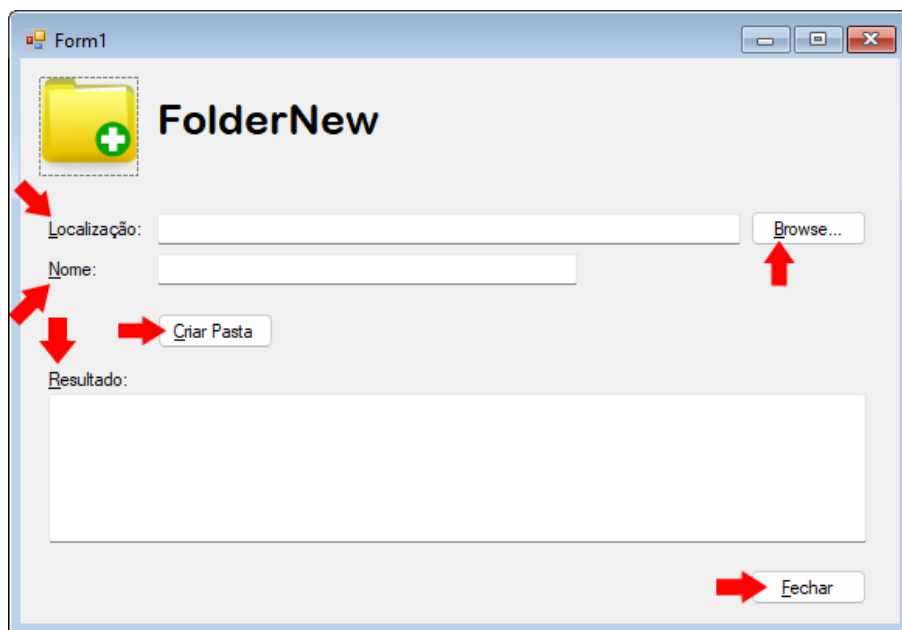 Form1
FolderNew
Localização:
Browse...
Nome:
Criar Pasta
Resultado:
Fechar